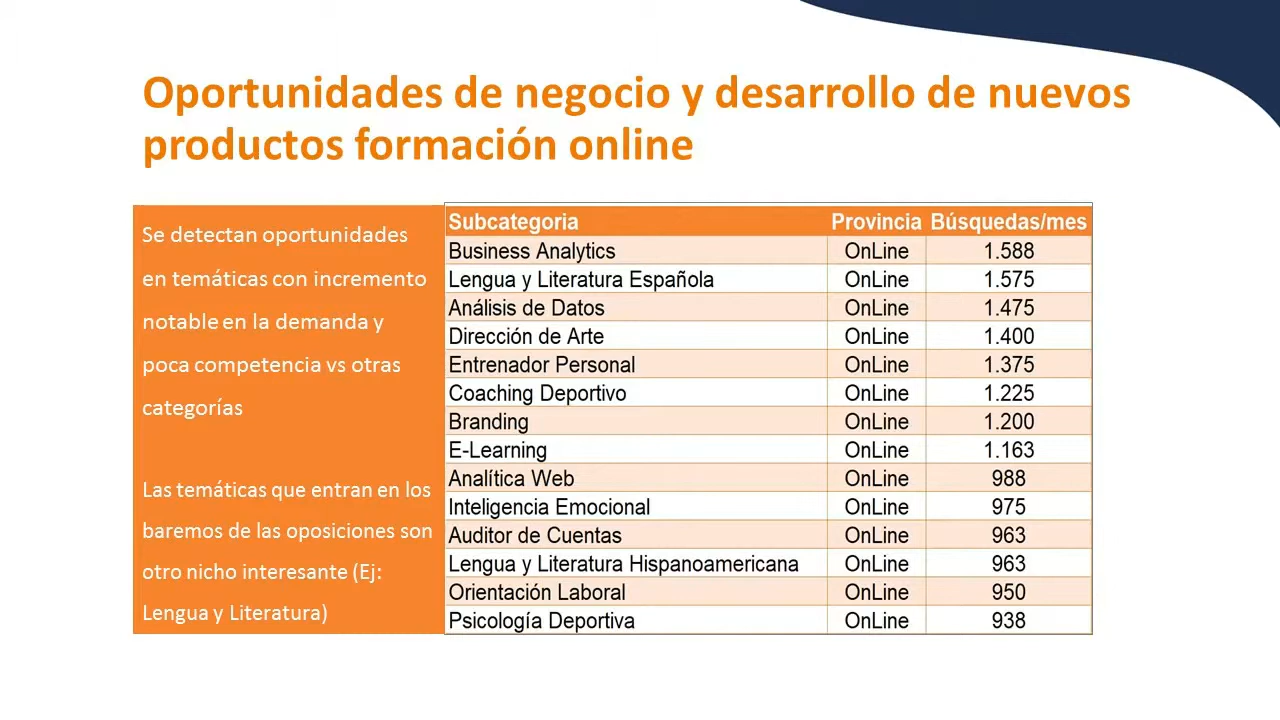 Oportunidades de negocio y desarrollo de nuevos
productos formación online
Se detectan oportunidades
en temáticas con incremento
notable en la demanda y
poca competencia vs otras
categorías
Las temáticas que entran en los
baremos de las oposiciones son
otro nicho interesante (Ej:
Lengua y Literatura)
Subcategoria Provincia Búsquedas/mes
Business Analytics OnLine 1.588
Lengua y Literatura Española OnLine 1.575
Análisis de Datos OnLine 1.475
Dirección de Arte OnLine 1.400
Entrenador Personal OnLine 1.375
Coaching Deportivo OnLine 1.225
Branding OnLine 1.200
E-Learning OnLine 1.163
Analítica Web OnLine 988
Inteligencia Emocional OnLine 975
Auditor de Cuentas OnLine 963
Lengua y Literatura Hispanoamericana OnLine 963
Orientación Laboral OnLine 950
Psicología Deportiva OnLine 938